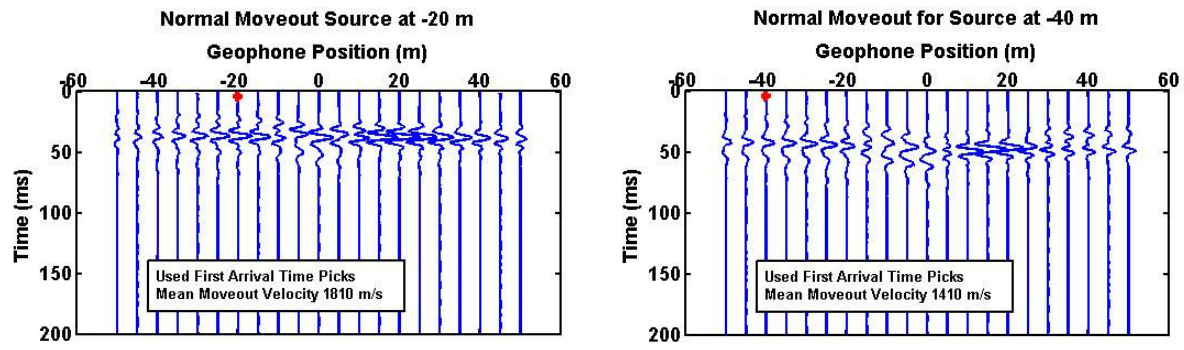 Normal Moveout Source at -20 m
Geophone Position (m)
-60 -40 -20 0 20 40 60
0
50
100
150
200
Time (ms)
Used First Arrival Time Picks
Mean Moveout Velocity 1810 m/s
Normal Moveout for Source at -40 m
Geophone Position (m)
-60 -40 -20 0 20 40 60
0
50
100
150
200
Time (ms)
Used First Arrival Time Picks
Mean Moveout Velocity 1410 m/s